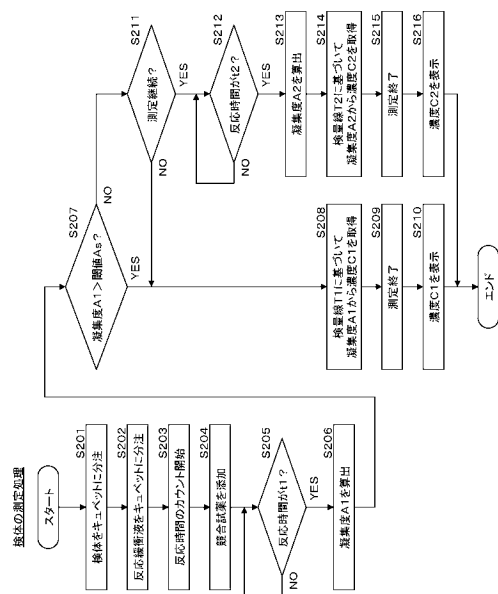 検体の測定処理
スタート
S201
検体をキュベットに分注
S202
反応緩衝液をキュベットに分注
S203
反応時間のカウント開始
S204
競合試薬を添加
S205
反応時間がt1?
NO
YES
S206
凝集度A1を算出
S207
凝集度A1>閾値As?
NO
YES
S208
検量線T1に基づいて
凝集度A1から濃度C1を取得
S209
測定終了
S210
濃度C1を表示
S211
測定継続?
NO
YES
S212
反応時間がt2?
NO
YES
S213
凝集度A2を算出
S214
検量線T2に基づいて
凝集度A2から濃度C2を取得
S215
測定終了
S216
濃度C2を表示
エンド